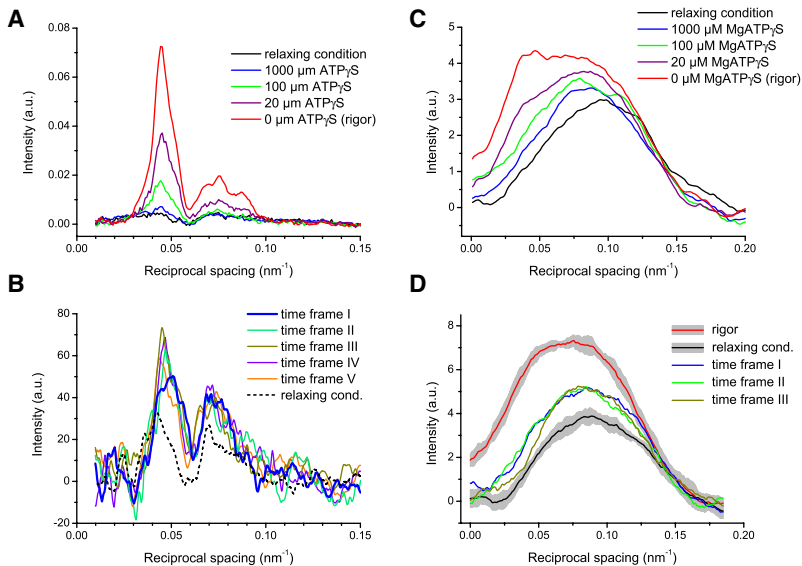 A
0.08
0.06
0.04
0.02
0.00
0.00
0.05
0.10
0.15
Intensity (a.u.)
Reciprocal spacing (nm-1)
relaxing condition
1000 µm ATPγS
100 µm ATPγS
20 µm ATPγS
0 µm ATPγS (rigor)
C
5
4
3
2
1
0
0.00
0.05
0.10
0.15
0.20
Intensity (a.u.)
Reciprocal spacing (nm-1)
relaxing condition
1000 µM MgATPγS
100 µM MgATPγS
20 µM MgATPγS
0 µM MgATPγS (rigor)
B
80
60
40
20
0
-20
0.00
0.05
0.10
0.15
Intensity (a.u.)
Reciprocal spacing (nm-1)
time frame I
time frame II
time frame III
time frame IV
time frame V
relaxing cond.
D
8
6
4
2
0
0.00
0.05
0.10
0.15
0.20
Intensity (a.u.)
Reciprocal spacing (nm-1)
rigor
relaxing cond.
time frame I
time frame II
time frame III